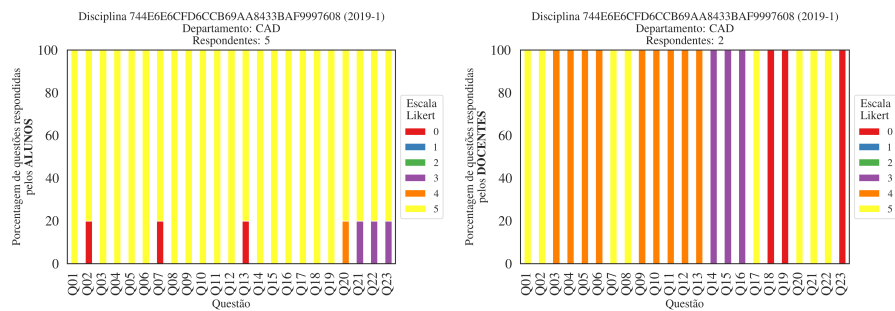 Disciplina 744E6E6CFD6CCB69AA8433BAF9997608 (2019-1)
Departamento: CAD
Respondentes: 5
Porcentagem de questões respondidas
pelos ALUNOS
100
80
60
40
20
0
Q01
Q02
Q03
Q04
Q05
Q06
Q07
Q08
Q09
Q10
Q11
Q12
Q13
Q14
Q15
Q16
Q17
Q18
Q19
Q20
Q21
Q22
Q23
Questão
Escala
Likert
0
1
2
3
4
5
Disciplina 744E6E6CFD6CCB69AA8433BAF9997608 (2019-1)
Departamento: CAD
Respondentes: 2
Porcentagem de questões respondidas
pelos DOCENTES
100
80
60
40
20
0
Q01
Q02
Q03
Q04
Q05
Q06
Q07
Q08
Q09
Q10
Q11
Q12
Q13
Q14
Q15
Q16
Q17
Q18
Q19
Q20
Q21
Q22
Q23
Questão
Escala
Likert
0
1
2
3
4
5